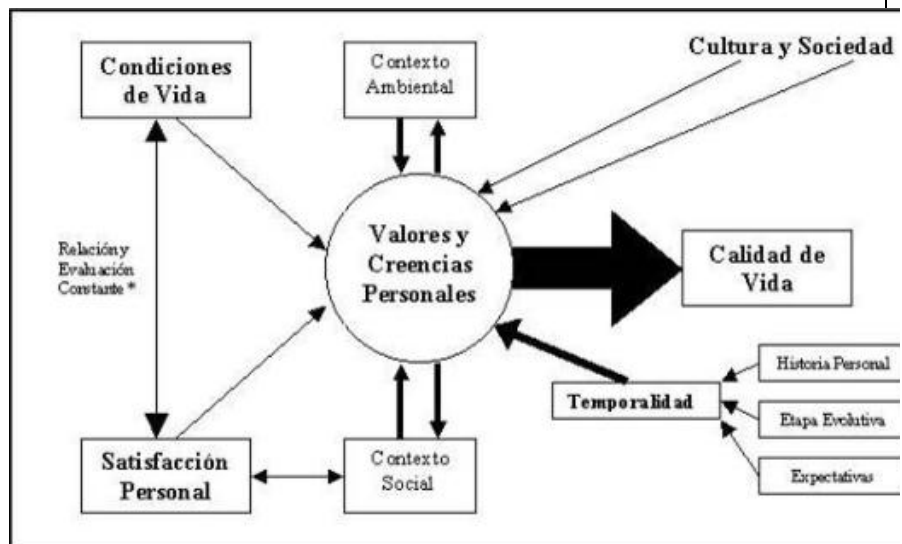 Condiciones
de Vida
Contexto
Ambiental
Cultura y Sociedad
Relación y
Evaluación
Constante *
Valores y
Creencias
Personales
Calidad de
Vida
Historia Personal
Temporalidad
Etapa Evolutiva
Expectativas
Satisfacción
Personal
Contexto
Social